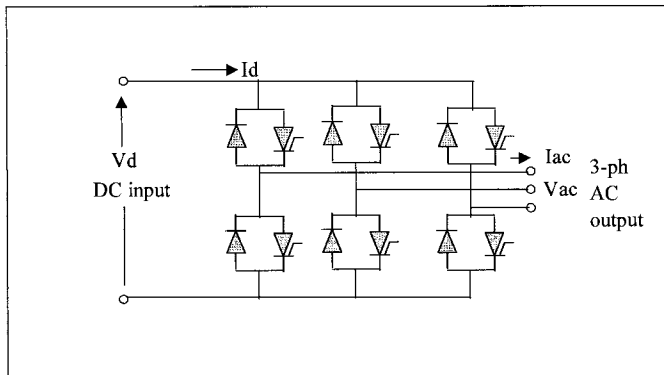 Id
Vd
DC input
Iac
Vac
3-ph
AC
output